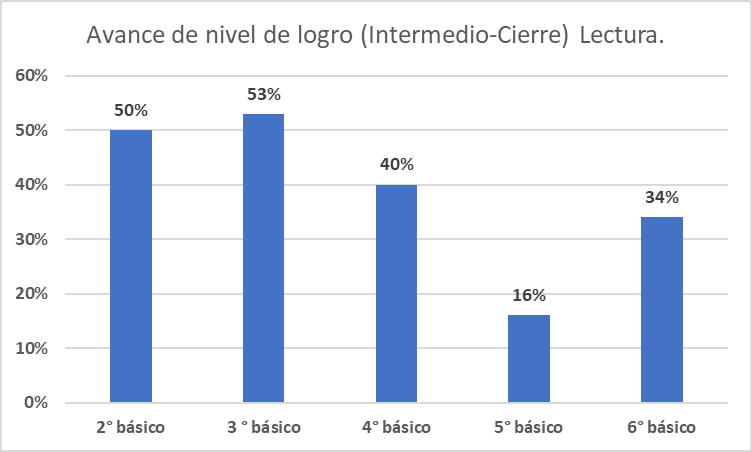 Avance de nivel de logro (Intermedio-Cierre) Lectura.
60%
50%
40%
30%
20%
10%
0%
50%
53%
40%
16%
34%
2° básico
3 ° básico
4° básico
5° básico
6° básico